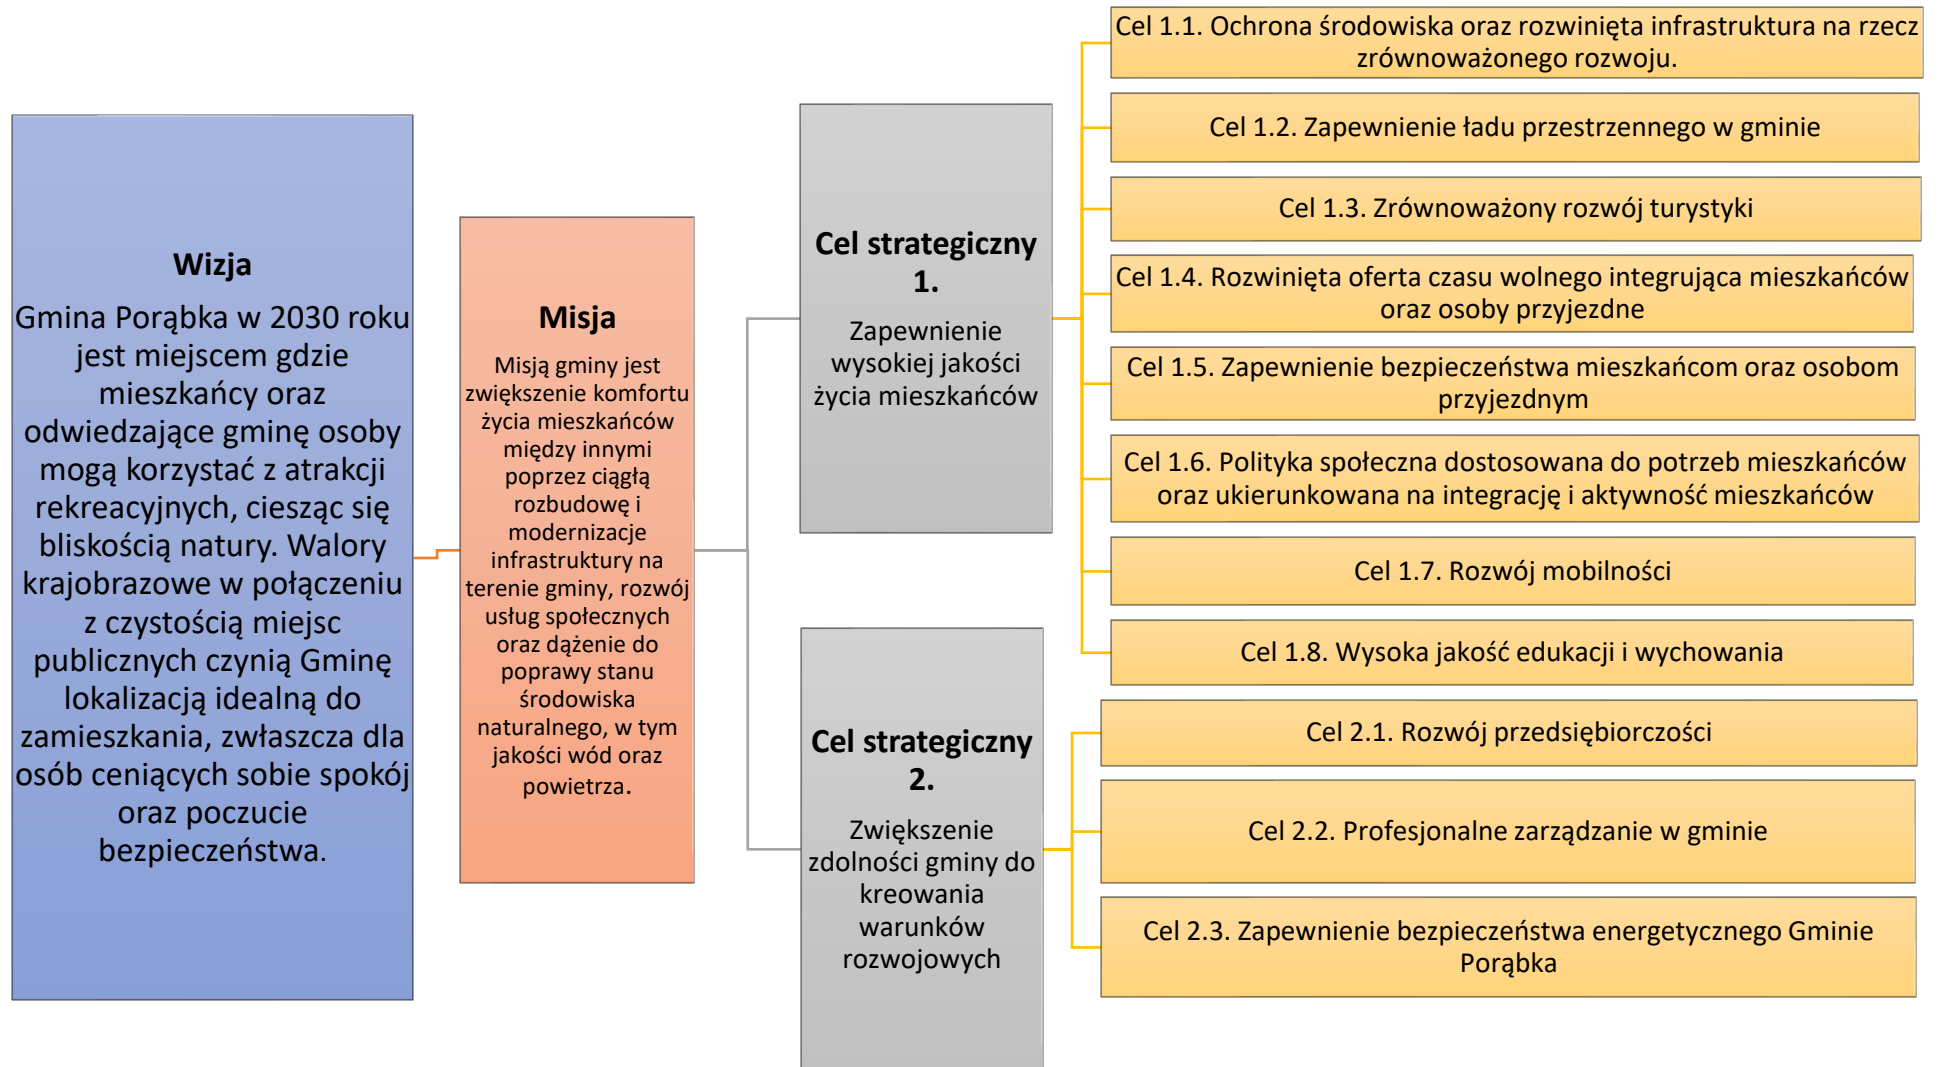 Wizja
Gmina Porąbka w 2030 roku
jest miejscem gdzie
mieszkańcy oraz
odwiedzające gminę osoby
mogą korzystać z atrakcji
rekreacyjnych, ciesząc się
bliskością natury. Walory
krajobrazowe w połączeniu
z czystością miejsc
publicznych czynią Gminę
lokalizacją idealną do
zamieszkania, zwłaszcza dla
osób ceniących sobie spokój
oraz poczucie
bezpieczeństwa.
Misja
Misją gminy jest
zwiększenie komfortu
życia mieszkańców
między innymi
poprzez ciągłą
rozbudowę i
modernizacje
infrastruktury na
terenie gminy, rozwój
usług społecznych
oraz dążenie do
poprawy stanu
środowiska
naturalnego, w tym
jakości wód oraz
powietrza.
Cel strategiczny
1.
Zapewnienie
wysokiej jakości
życia mieszkańców
Cel 1.1. Ochrona środowiska oraz rozwinięta infrastruktura na rzecz
zrównoważonego rozwoju.
Cel 1.2. Zapewnienie ładu przestrzennego w gminie
Cel 1.3. Zrównoważony rozwój turystyki
Cel 1.4. Rozwinięta oferta czasu wolnego integrująca mieszkańców
oraz osoby przyjezdne
Cel 1.5. Zapewnienie bezpieczeństwa mieszkańcom oraz osobom
przyjezdnym
Cel 1.6. Polityka społeczna dostosowana do potrzeb mieszkańców
oraz ukierunkowana na integrację i aktywność mieszkańców
Cel 1.7. Rozwój mobilności
Cel 1.8. Wysoka jakość edukacji i wychowania
Cel strategiczny
2.
Zwiększenie
zdolności gminy do
kreowania
warunków
rozwojowych
Cel 2.1. Rozwój przedsiębiorczości
Cel 2.2. Profesjonalne zarządzanie w gminie
Cel 2.3. Zapewnienie bezpieczeństwa energetycznego Gminie
Porąbka